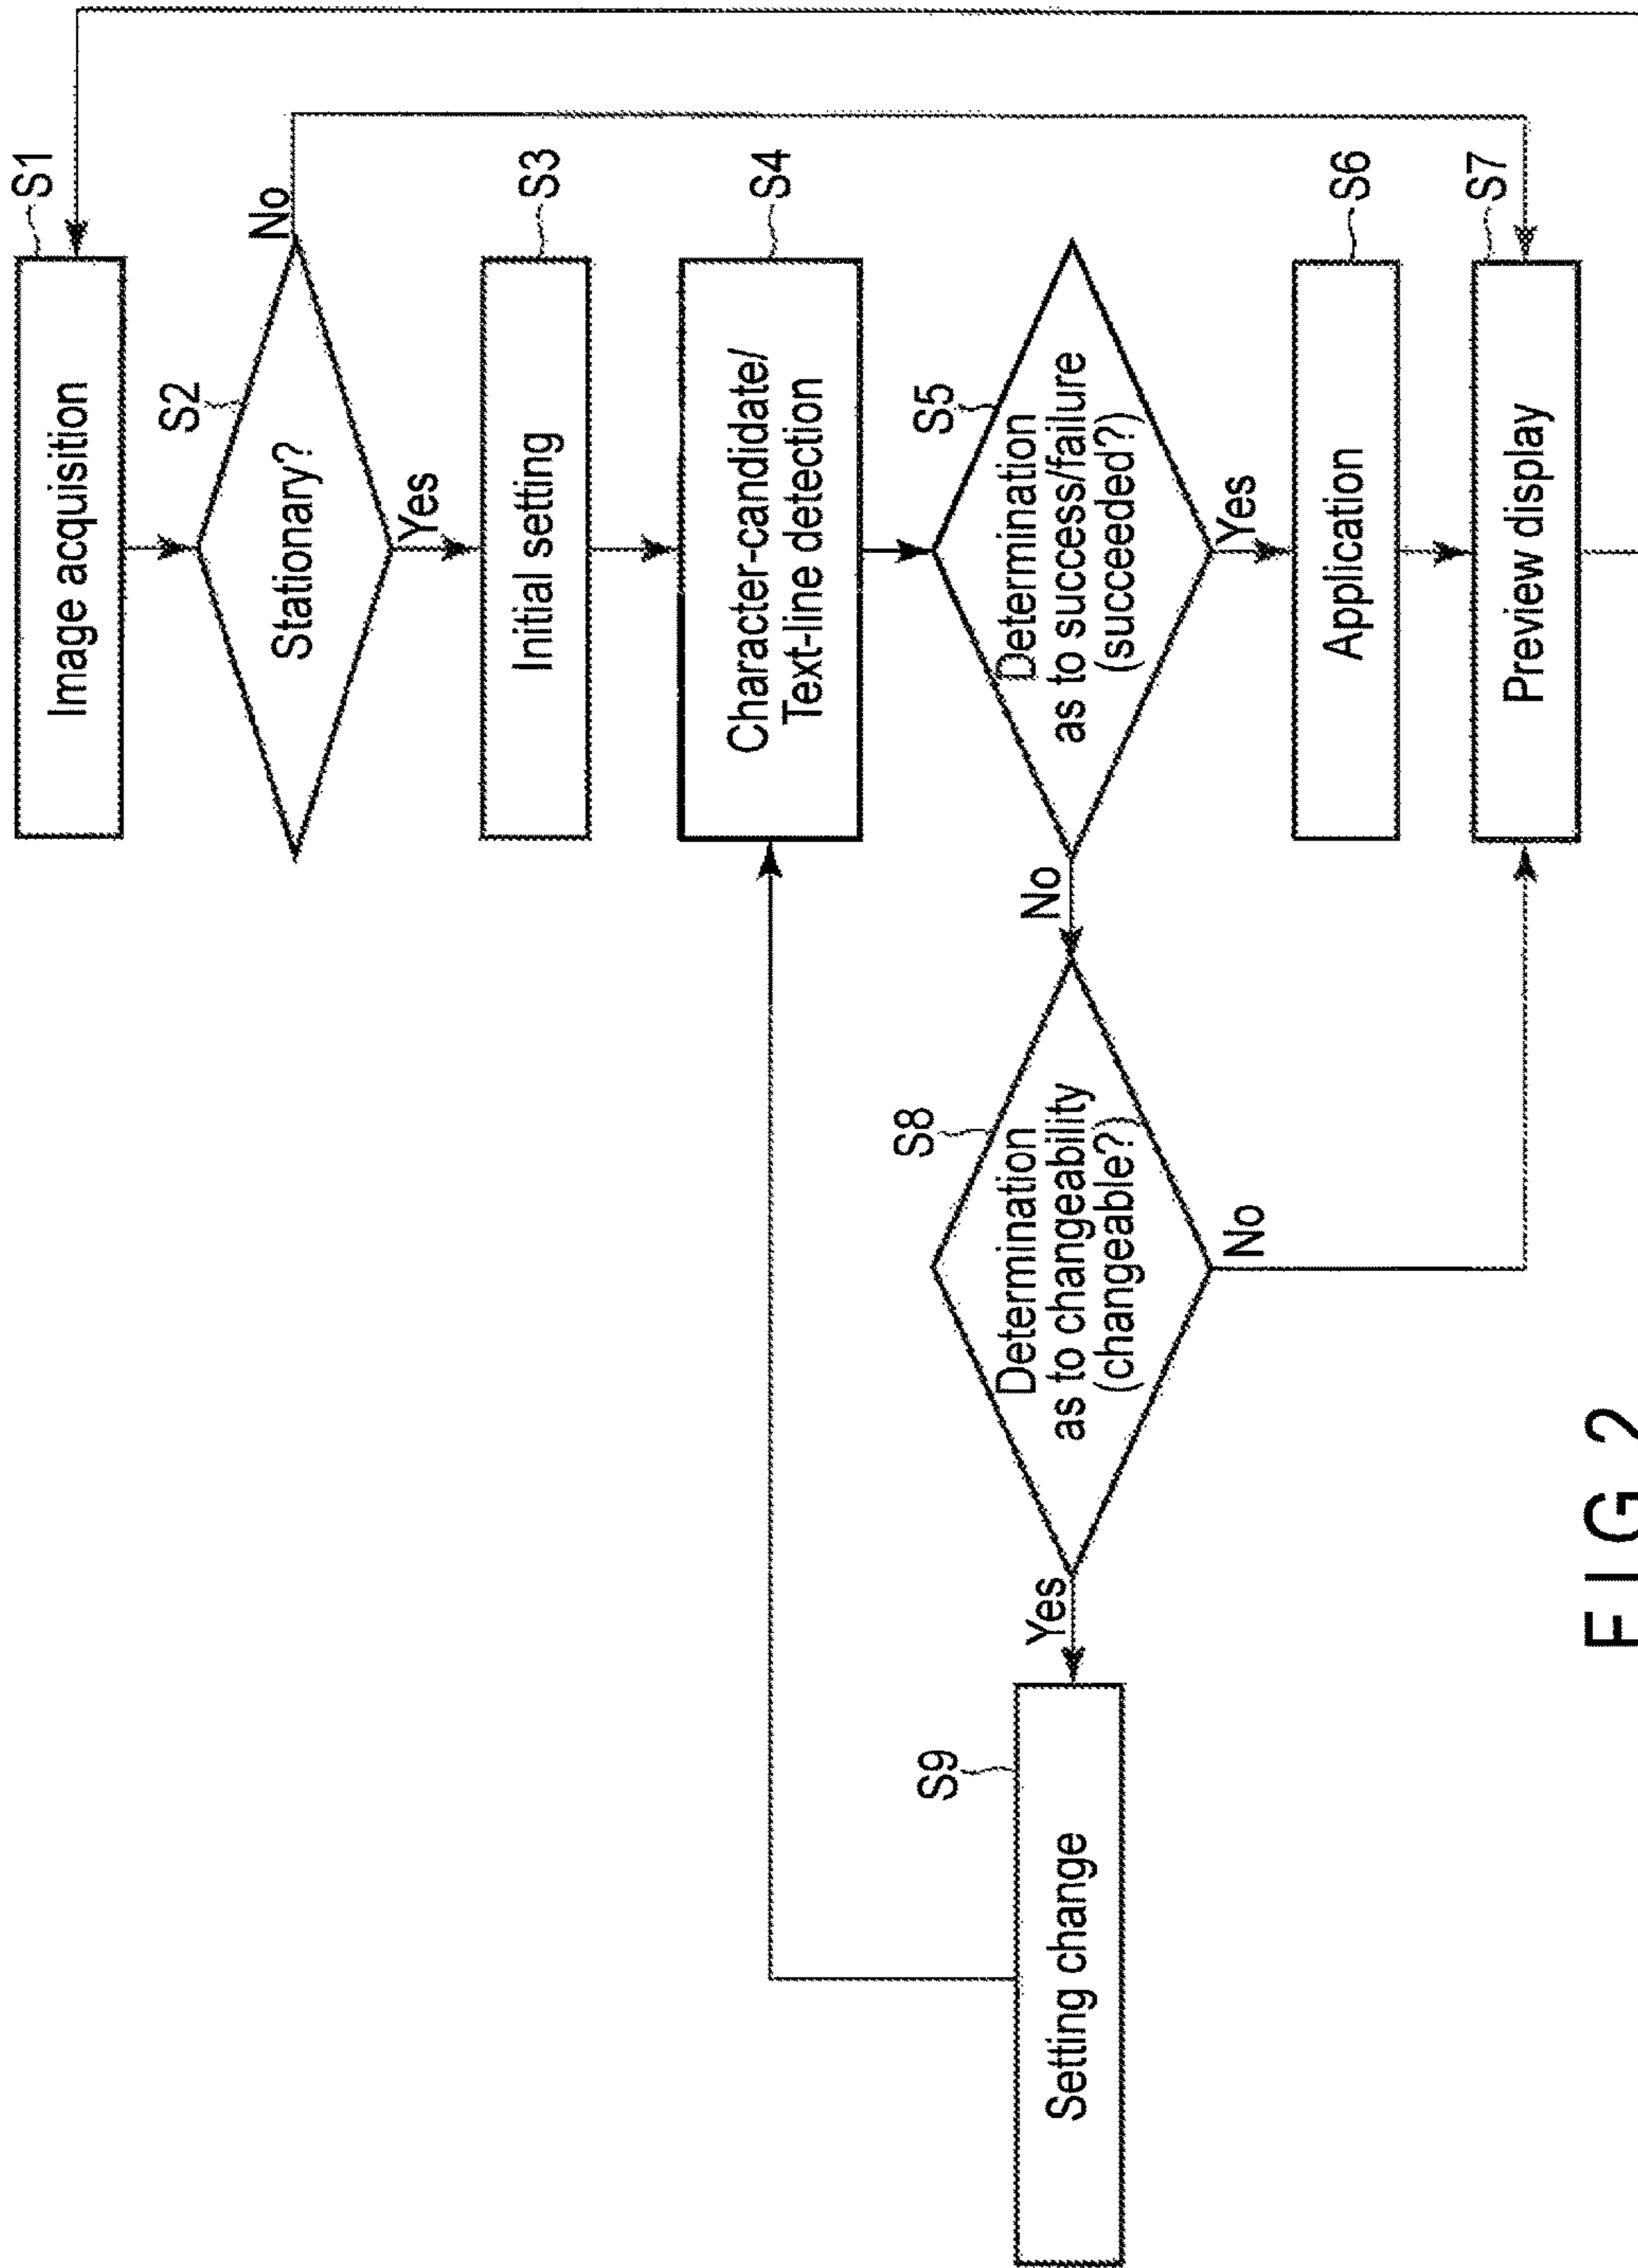 S1
Image acquisition
S2
Stationary?
No
Yes
S3
Initial setting
S4
Character-candidate/
Text-line detection
S5
Determination
as to success/failure
(succeeded?)
No
Yes
S6
Application
S7
Preview display
S8
Determination
as to changeability
(changeable?)
No
Yes
S9
Setting change
FIG. 2